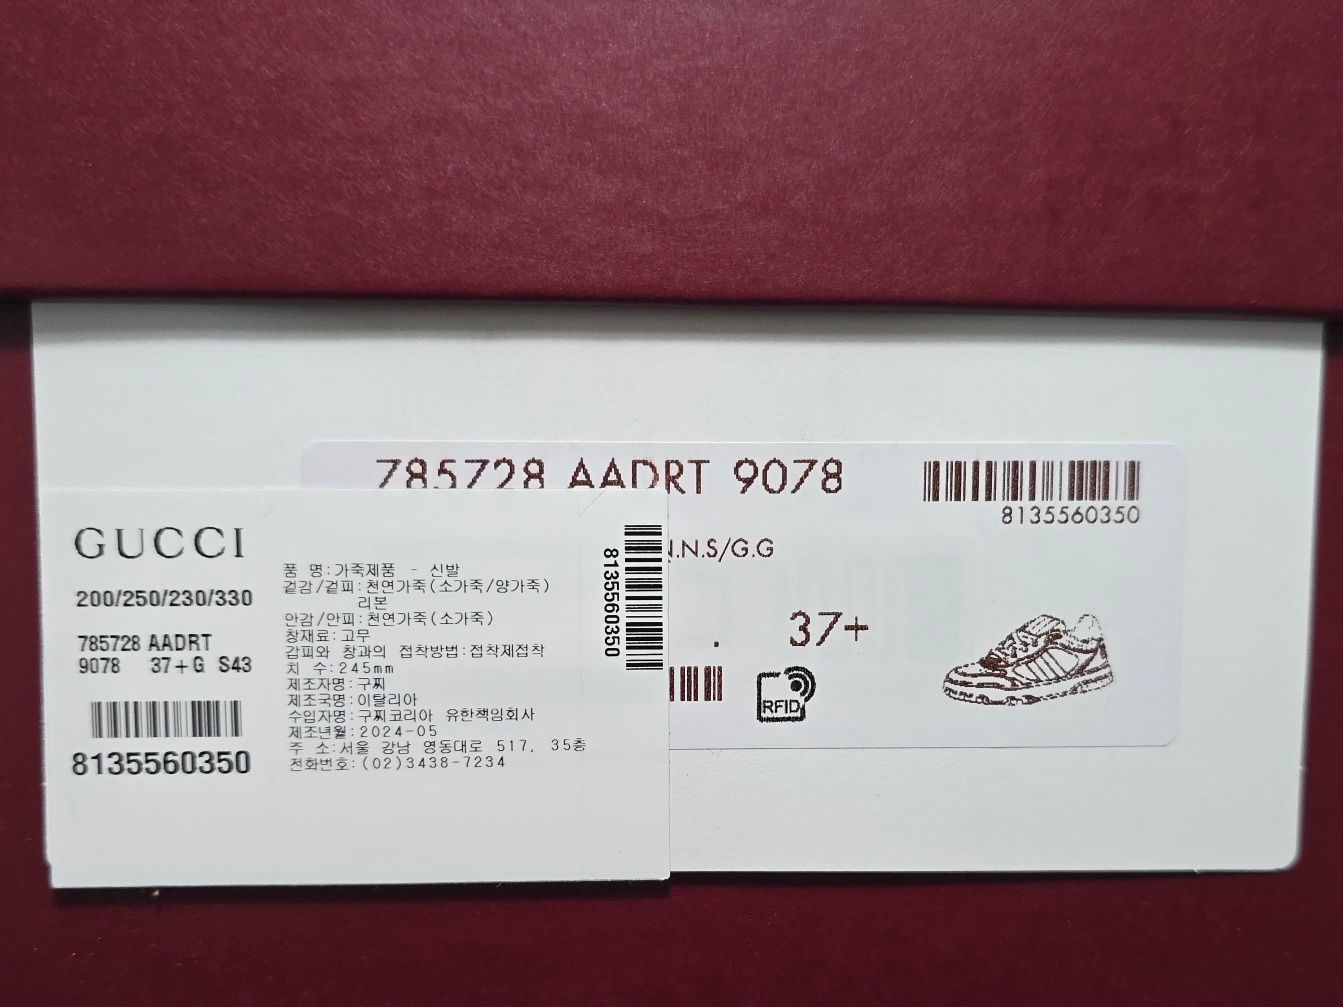 785728 AADRT 9078
8135560350
N.N.S/G.G
. 37+
RFID
GUCCI
200/250/230/330
785728 AADRT
9078 37+G S43
8135560350
품 명:가죽제품 - 신발
겉감/겉피:천연가죽(소가죽/양가죽)
리본
안감/안피:천연가죽(소가죽)
창재료:고무
갑피와 창과의 접착방법:접착제접착
치 수:245mm
제조자명:구찌
제조국명:이탈리아
수입자명:구찌코리아 유한책임회사
제조년월:2024-05
주 소:서울 강남 영동대로 517, 35층
전화번호:(02)3438-7234
8135560350